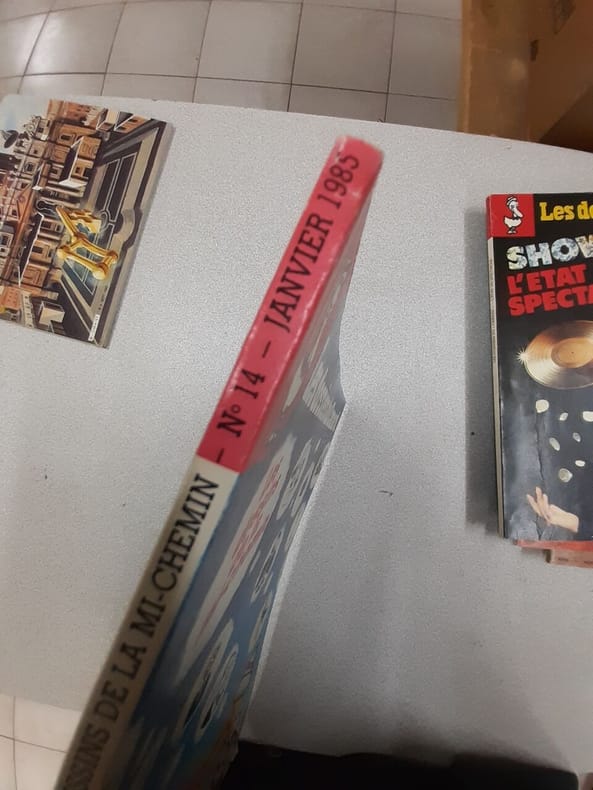 SSINS DE LA MI-CHEMIN – N° 14 – JANVIER 1985
Les do
SHOW
L'ETAT
SPECTA